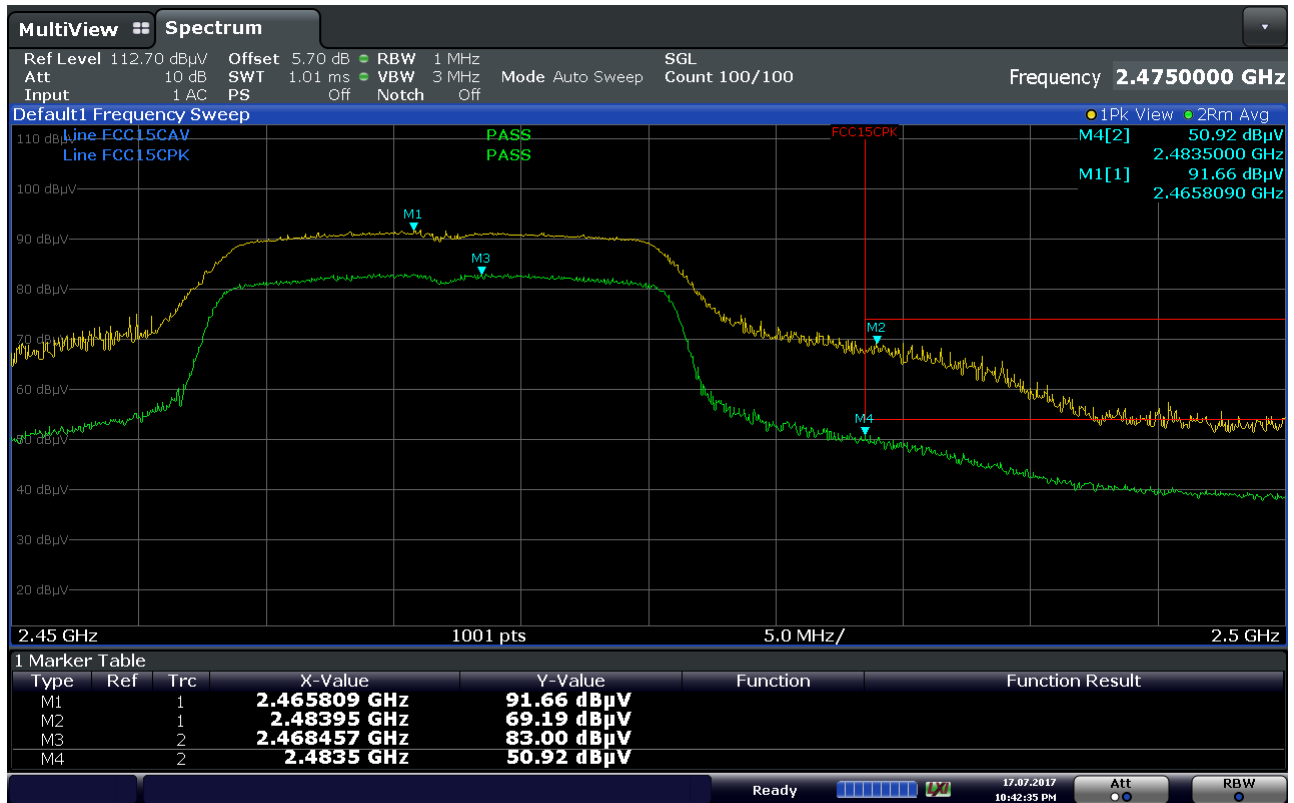 MultiView Spectrum
Ref Level 112.70 dBµV Offset 5.70 dB RBW 1 MHz SGL
Att 10 dB SWT 1.01 ms VBW 3 MHz Mode Auto Sweep Count 100/100 Frequency 2.4750000 GHz
Input 1 AC PS Off Notch Off
Default1 Frequency Sweep 1Pk View 2Rm Avg
110 dBµV Line FCC15CAV PASS FCC15CPK M4[2] 50.92 dBµV
Line FCC15CPK PASS 2.4835000 GHz
M1[1] 91.66 dBµV
100 dBµV 2.4658090 GHz
M1
90 dBµV
M3
80 dBµV
M2
70 dBµV
60 dBµV
M4
50 dBµV
40 dBµV
30 dBµV
20 dBµV
2.45 GHz 1001 pts 5.0 MHz/ 2.5 GHz
1 Marker Table
Type Ref Trc X-Value Y-Value Function Function Result
M1 1 2.465809 GHz 91.66 dBµV
M2 1 2.48395 GHz 69.19 dBµV
M3 2 2.468457 GHz 83.00 dBµV
M4 2 2.4835 GHz 50.92 dBµV
Ready LXI 17.07.2017 Att RBW
10:42:35 PM